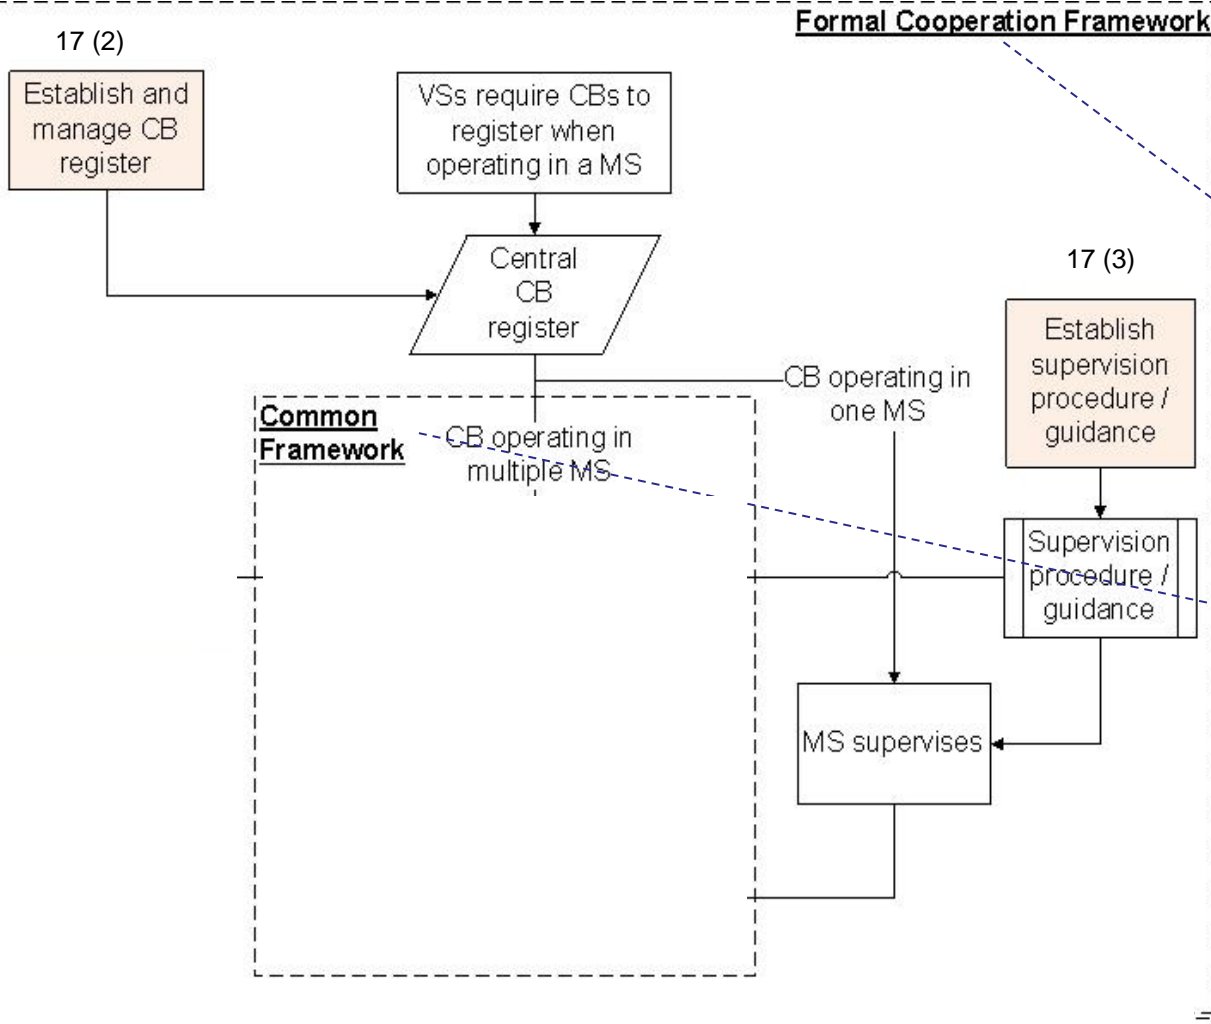 Formal Cooperation Framework
17 (2)
Establish and
manage CB
register
VSs require CBs to
register when
operating in a MS
Central
CB
register
17 (3)
Establish
supervision
procedure /
guidance
CB operating in
one MS
Common
Framework
CB operating in
multiple MS
Supervision
procedure /
guidance
MS supervises